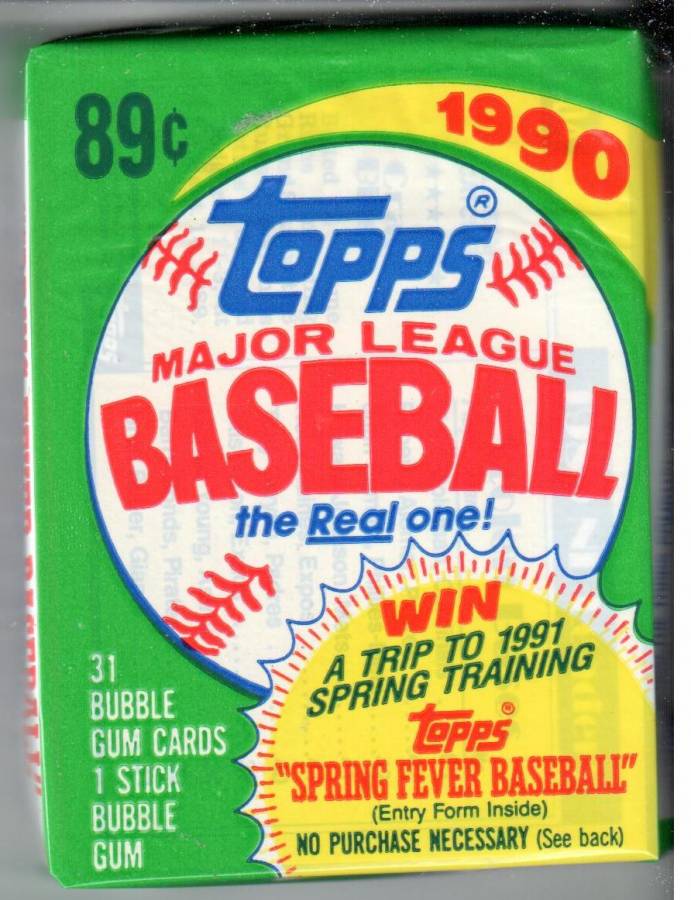 89¢
1990
Topps®
MAJOR LEAGUE
BASEBALL
the Real one!
WIN
A TRIP TO 1991
SPRING TRAINING
Topps®
"SPRING FEVER BASEBALL"
(Entry Form Inside)
NO PURCHASE NECESSARY (See back)
31
BUBBLE
GUM CARDS
1 STICK
BUBBLE
GUM